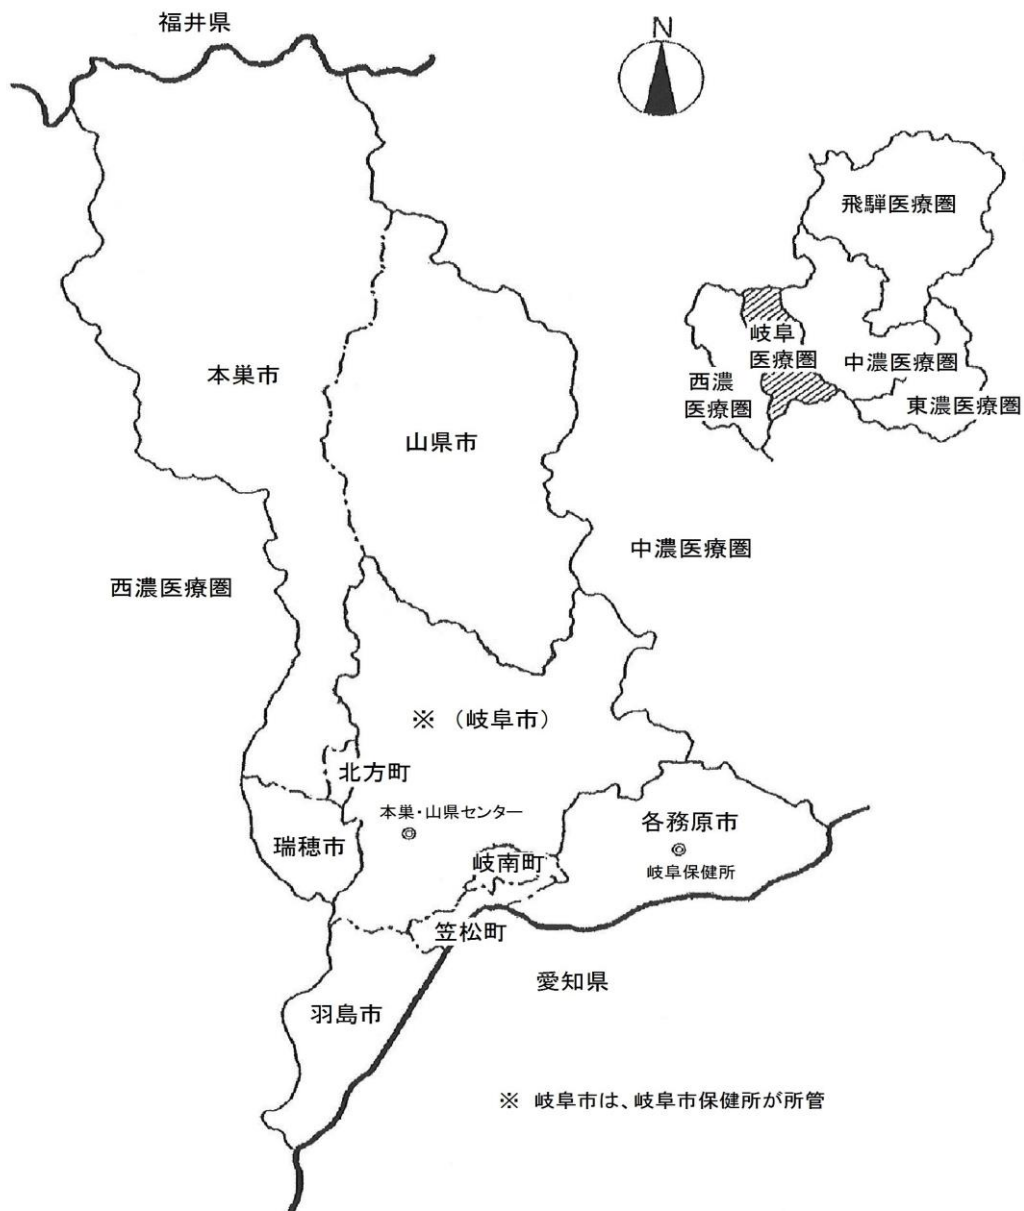 福井県
N
飛騨医療圏
岐阜
医療圏
中濃医療圏
西濃
医療圏
東濃医療圏
本巣市
山県市
中濃医療圏
西濃医療圏
※ (岐阜市)
北方町
本巣・山県センター
各務原市
瑞穂市
岐南町
岐阜保健所
笠松町
愛知県
羽島市
※ 岐阜市は、岐阜市保健所が所管